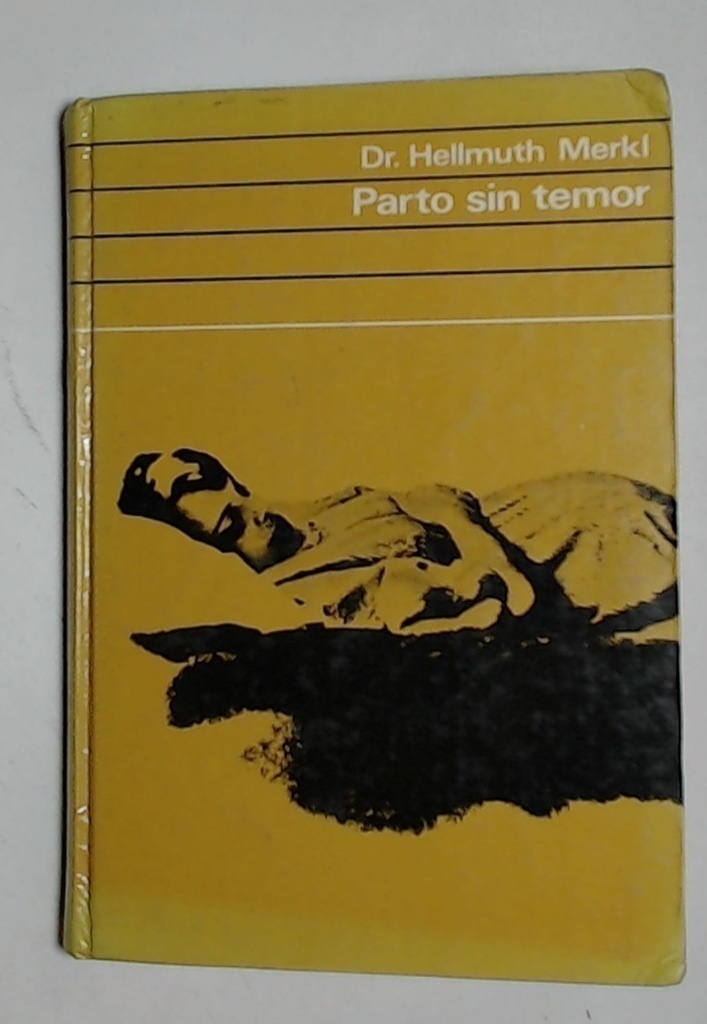 Dr. Hellmuth Merkl
Parto sin temor